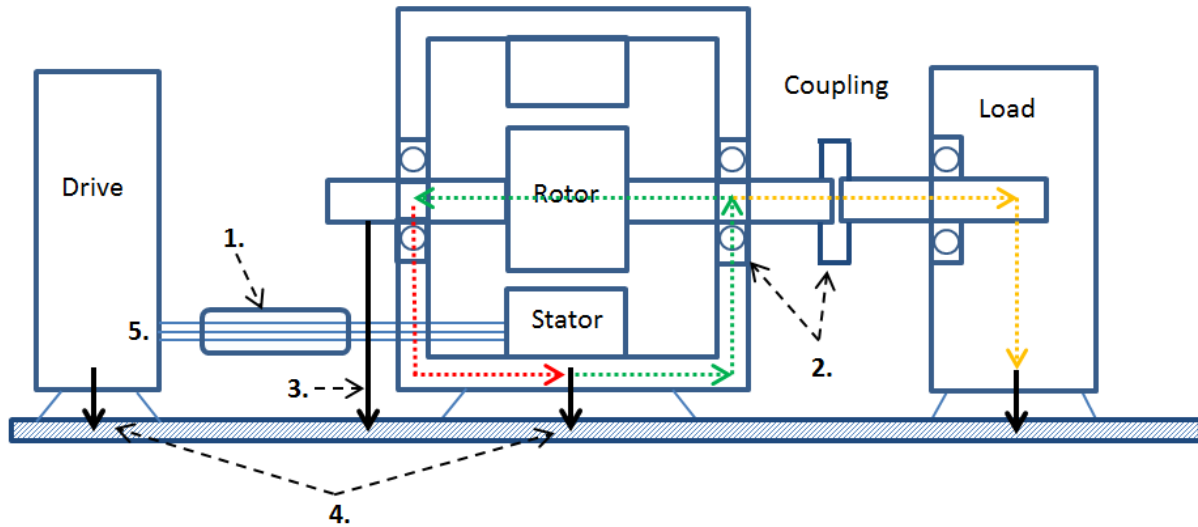 Coupling
Load
Drive
Rotor
1.
Stator
5.
2.
3.
4.